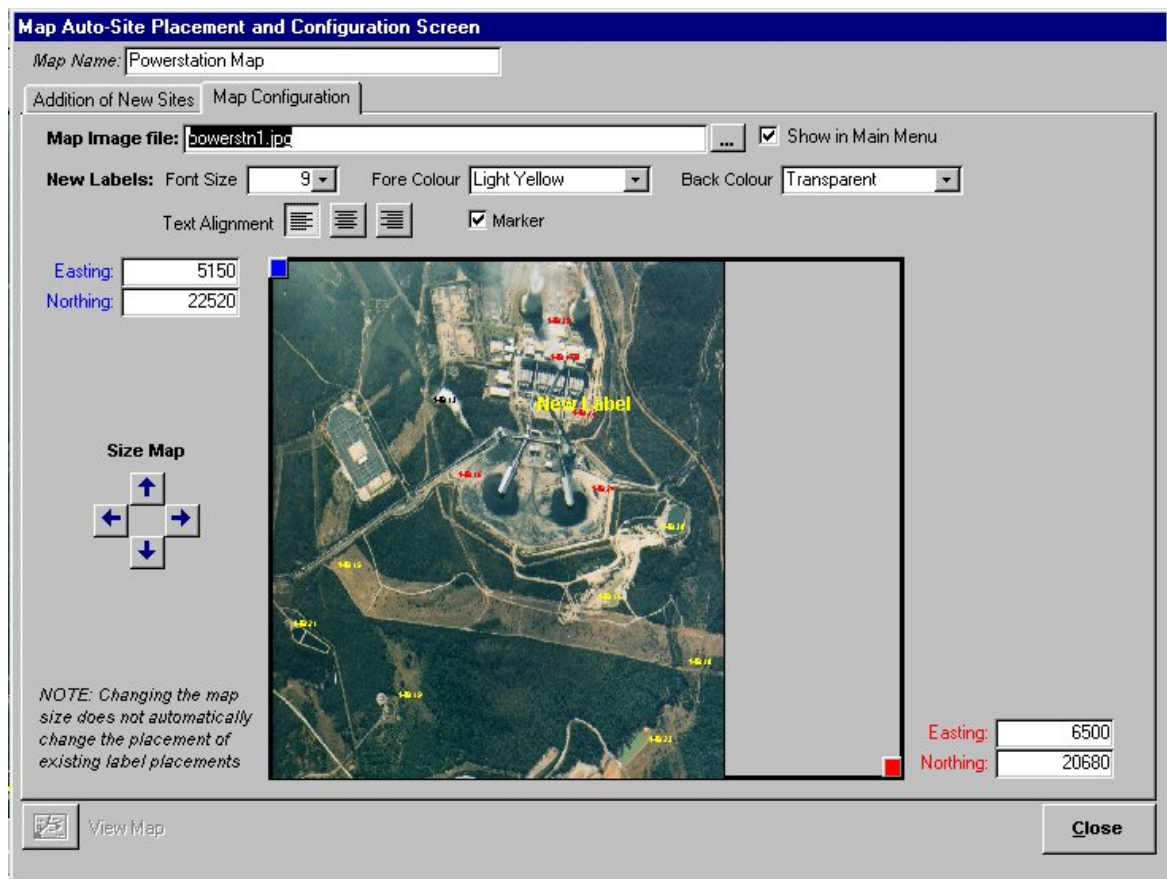 Map Auto-Site Placement and Configuration Screen
Map Name: Powerstation Map
Addition of New Sites Map Configuration
Map Image file: powerstn1.jpg ... Show in Main Menu
New Labels: Font Size 9 Fore Colour Light Yellow Back Colour Transparent
Text Alignment Marker
Easting: 5150
Northing: 22520
New Label
Size Map
NOTE: Changing the map
size does not automatically
change the placement of
existing label placements
Easting: 6500
Northing: 20680
View Map
Close